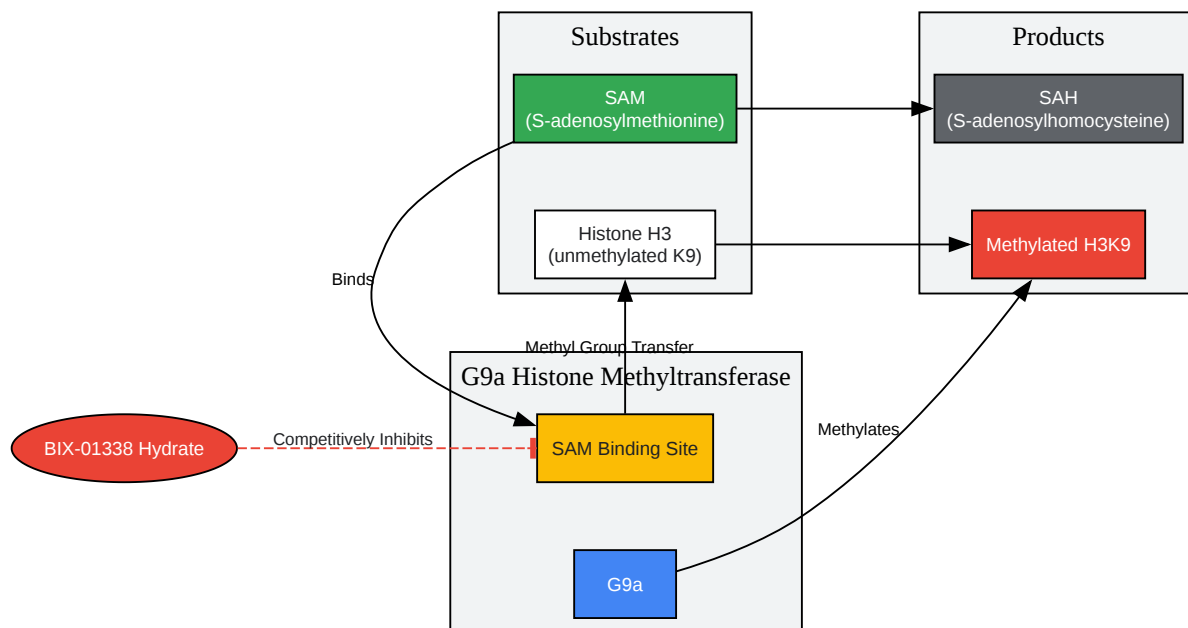 Substrates
Products
SAM
(S-adenosylmethionine)
SAH
(S-adenosylhomocysteine)
Histone H3
(unmethylated K9)
Methylated H3K9
Binds
Methyl Group Transfer
G9a Histone Methyltransferase
Methylates
BIX-01338 Hydrate
Competitively Inhibits
SAM Binding Site
G9a